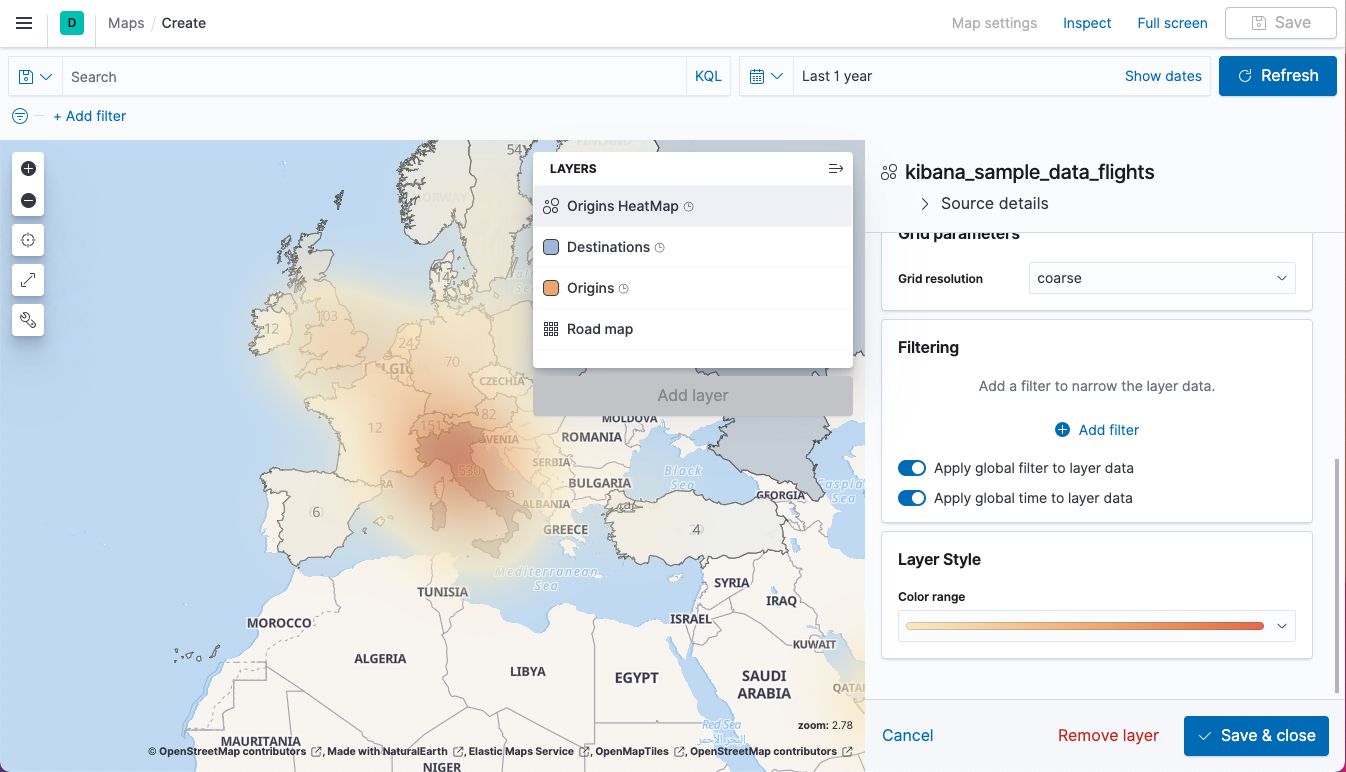 D Maps / Create Map settings Inspect Full screen Save
Search KQL Last 1 year Show dates Refresh
+ Add filter
kibana_sample_data_flights
Source details
Grid parameters
Grid resolution coarse
Filtering
Add a filter to narrow the layer data.
Add filter
Apply global filter to layer data
Apply global time to layer data
Layer Style
Color range
Cancel Remove layer Save & close
LAYERS
Origins HeatMap
Destinations
Origins
Road map
Add layer
FINLAND
54
NORWAY
14
103
12
24
70
CZECHIA
82
151
12
530
MOLDOVA
ROMANIA
SERBIA
BULGARIA
Black
Sea
GEORGIA
Caspia
Sea
ALBANIA
GREECE
6
4
Mediterranean
Sea
TUNISIA
SYRIA
IRAQ
ISRAEL
MOROCCO
KUWAIT
ALGERIA
LIBYA
EGYPT
SAUDI
ARABIA
QATA
Red Sea
البحر الأحمر
zoom: 2.78
MAURITANIA
© OpenStreetMap contributors , Made with NaturalEarth , Elastic Maps Service , OpenMapTiles , OpenStreetMap contributors
NIGER